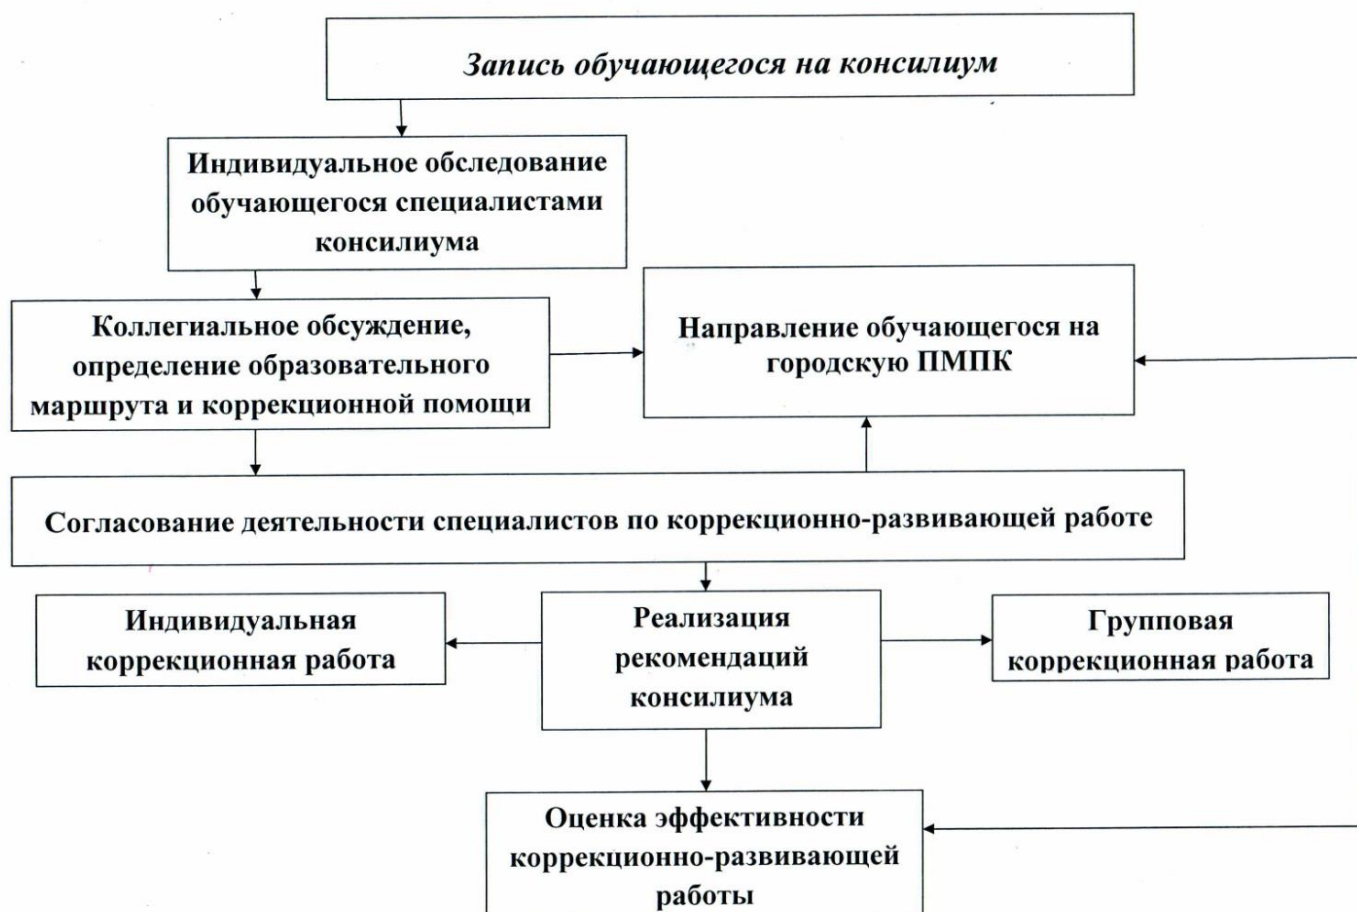 Запись обучающегося на консилиум
Индивидуальное обследование
обучающегося специалистами
консилиума
Коллегиальное обсуждение,
определение образовательного
маршрута и коррекционной помощи
Направление обучающегося на
городскую ПМПК
Согласование деятельности специалистов по коррекционно-развивающей работе
Индивидуальная
коррекционная работа
Реализация
рекомендаций
консилиума
Групповая
коррекционная работа
Оценка эффективности
коррекционно-развивающей
работы